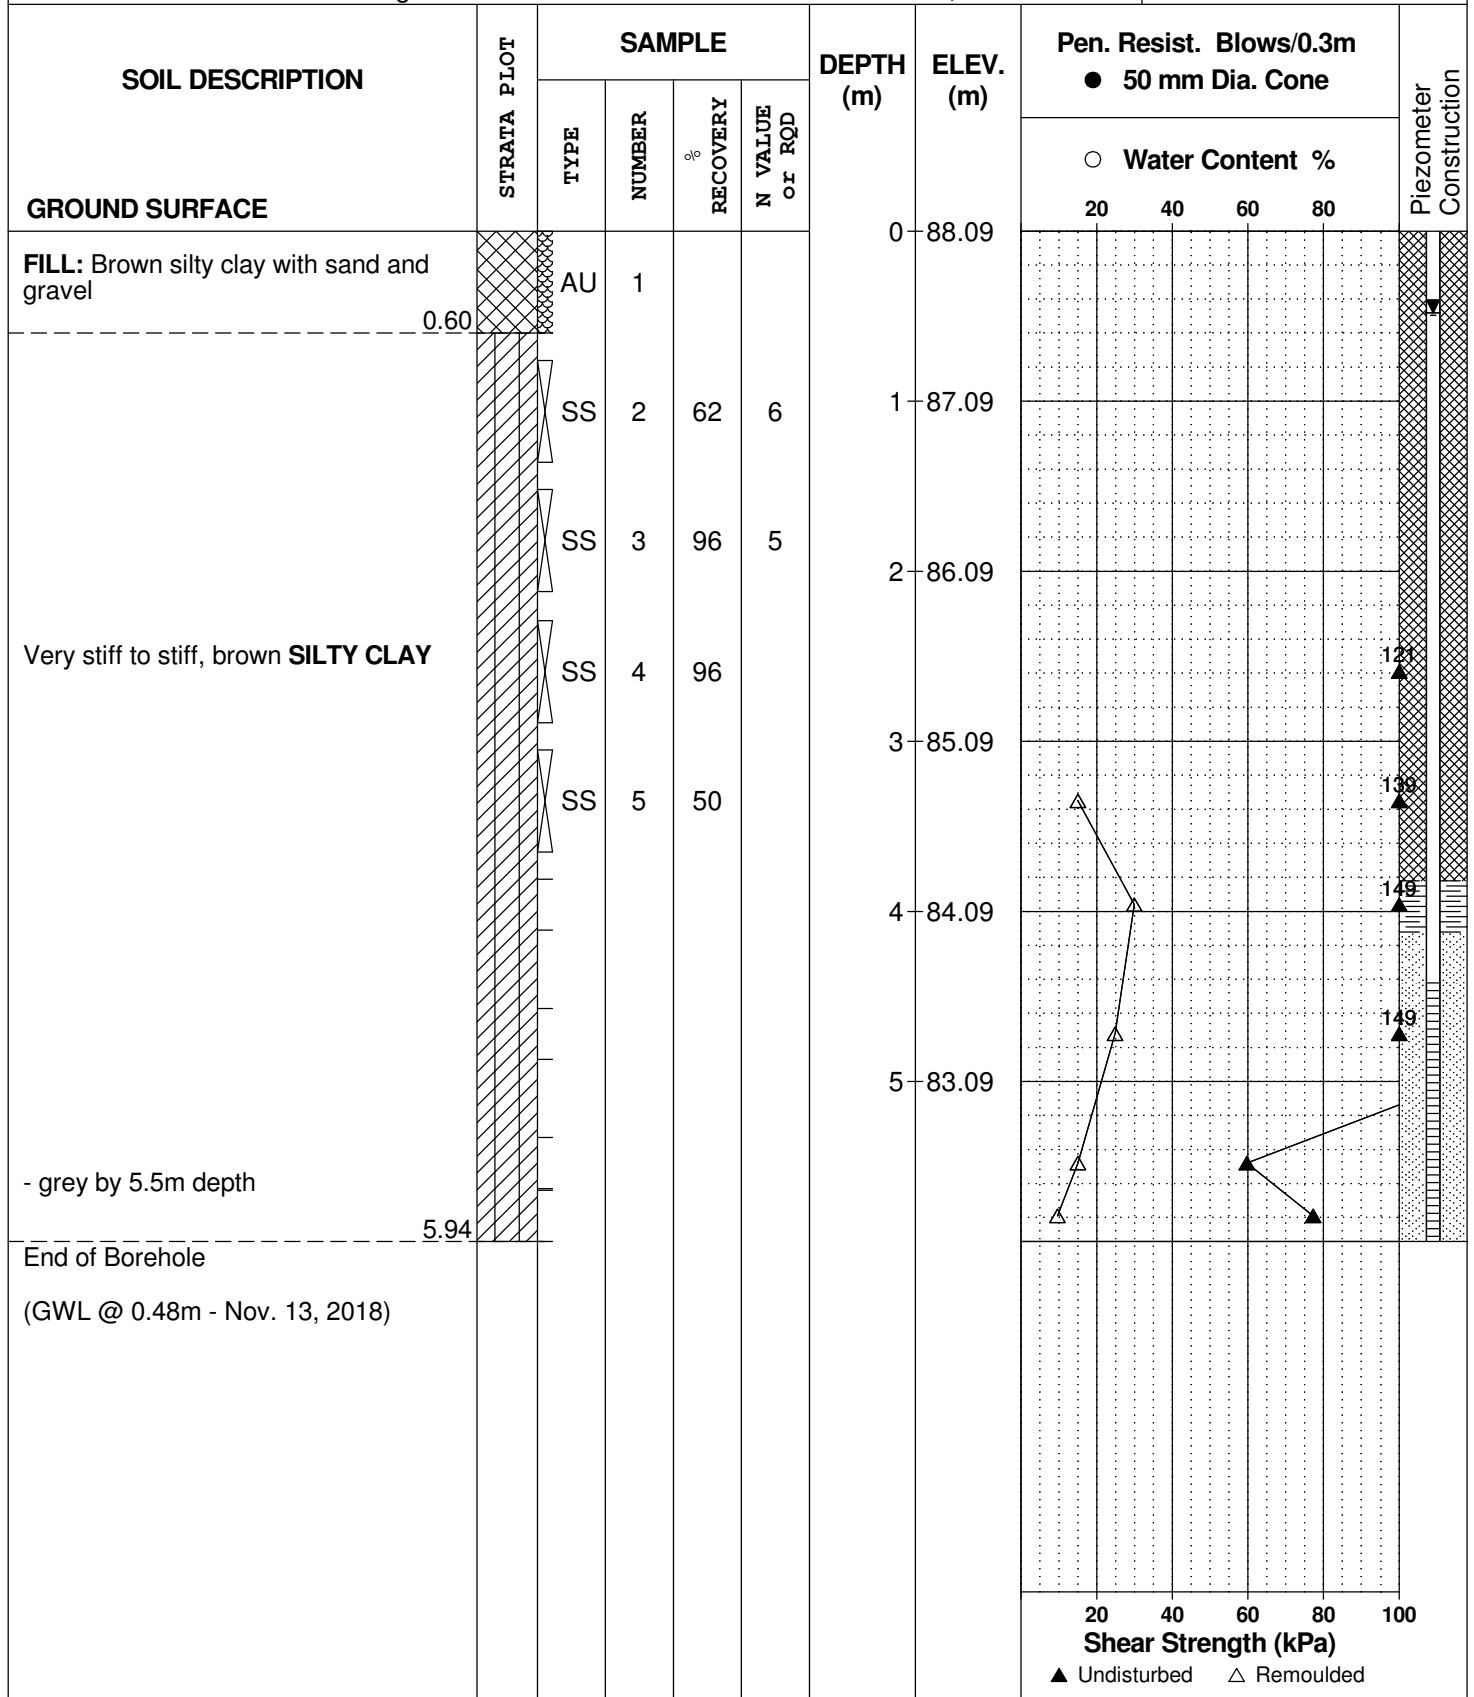 SOIL DESCRIPTION
GROUND SURFACE
STRATA PLOT
SAMPLE
TYPE
NUMBER
%
RECOVERY
N VALUE
or RQD
DEPTH
(m)
ELEV.
(m)
Pen. Resist. Blows/0.3m
● 50 mm Dia. Cone
○ Water Content %
20 40 60 80
Piezometer
Construction
0 88.09
FILL: Brown silty clay with sand and
gravel
0.60
AU 1
SS 2 62 6
1 87.09
SS 3 96 5
2 86.09
Very stiff to stiff, brown SILTY CLAY
SS 4 96
121
3 85.09
SS 5 50
139
149
4 84.09
149
5 83.09
- grey by 5.5m depth
5.94
End of Borehole
(GWL @ 0.48m - Nov. 13, 2018)
20 40 60 80 100
Shear Strength (kPa)
▲ Undisturbed △ Remoulded